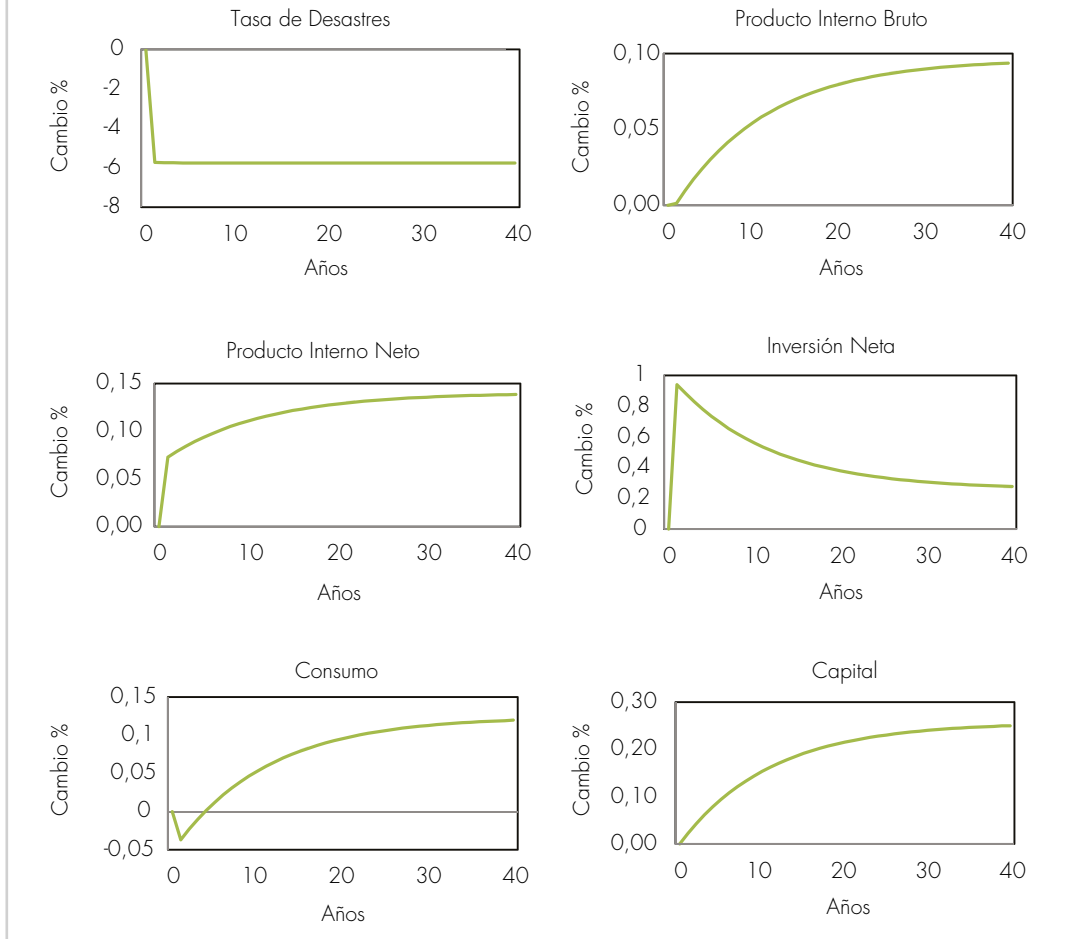 Tasa de Desastres
Cambio %
0
-2
-4
-6
-8
0 10 20 30 40
Años
Producto Interno Bruto
Cambio %
0,10
0,05
0,00
0 10 20 30 40
Años
Producto Interno Neto
Cambio %
0,15
0,10
0,05
0,00
0 10 20 30 40
Años
Inversión Neta
Cambio %
1
0,8
0,6
0,4
0,2
0
0 10 20 30 40
Años
Consumo
Cambio %
0,15
0,1
0,05
0
-0,05
0 10 20 30 40
Años
Capital
Cambio %
0,30
0,20
0,10
0,00
0 10 20 30 40
Años